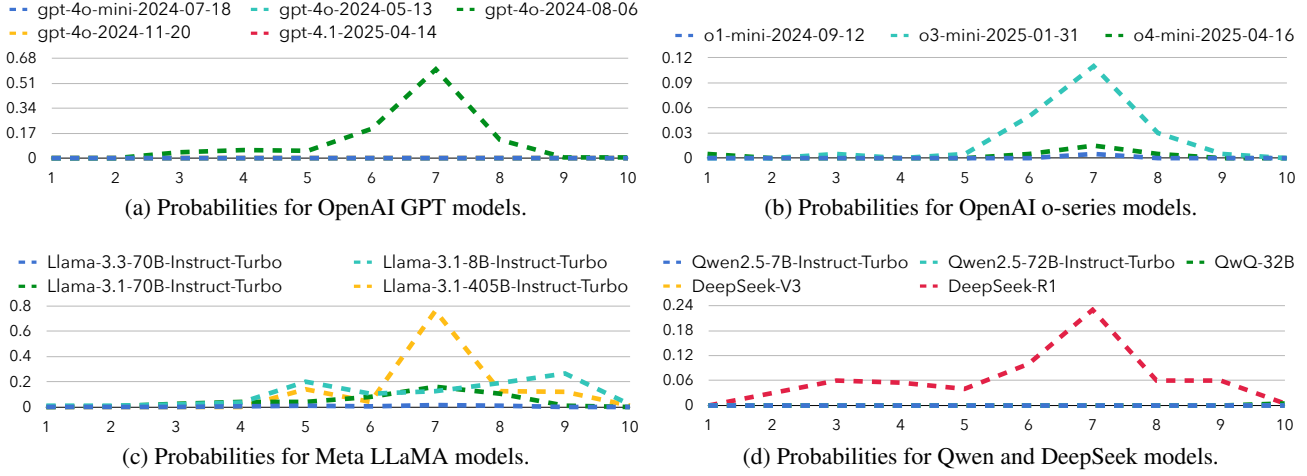 gpt-4o-mini-2024-07-18 gpt-4o-2024-05-13 gpt-4o-2024-08-06
gpt-4o-2024-11-20 gpt-4.1-2025-04-14
0.68
0.51
0.34
0.17
0
1 2 3 4 5 6 7 8 9 10
(a) Probabilities for OpenAI GPT models.
o1-mini-2024-09-12 o3-mini-2025-01-31 o4-mini-2025-04-16
0.12
0.09
0.06
0.03
0
1 2 3 4 5 6 7 8 9 10
(b) Probabilities for OpenAI o-series models.
Llama-3.3-70B-Instruct-Turbo Llama-3.1-8B-Instruct-Turbo
Llama-3.1-70B-Instruct-Turbo Llama-3.1-405B-Instruct-Turbo
0.8
0.6
0.4
0.2
0
1 2 3 4 5 6 7 8 9 10
(c) Probabilities for Meta LLaMA models.
Qwen2.5-7B-Instruct-Turbo Qwen2.5-72B-Instruct-Turbo QwQ-32B
DeepSeek-V3 DeepSeek-R1
0.24
0.18
0.12
0.06
0
1 2 3 4 5 6 7 8 9 10
(d) Probabilities for Qwen and DeepSeek models.